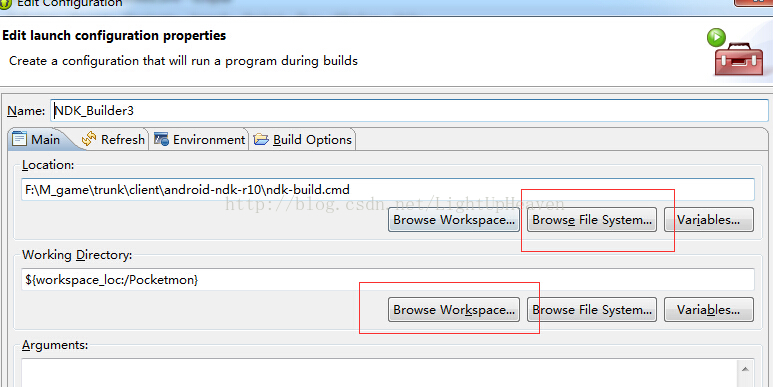 Edit Configuration
Edit launch configuration properties
Create a configuration that will run a program during builds
Name: NDK_Builder3
Main Refresh Environment Build Options
Location:
F:\M_game\trunk\client\android-ndk-r10\ndk-build.cmd
http://blog.csdn.net/LightUpHeaven
Browse Workspace... Browse File System... Variables...
Working Directory:
${workspace_loc:/Pocketmon}
Browse Workspace... Browse File System... Variables...
Arguments: